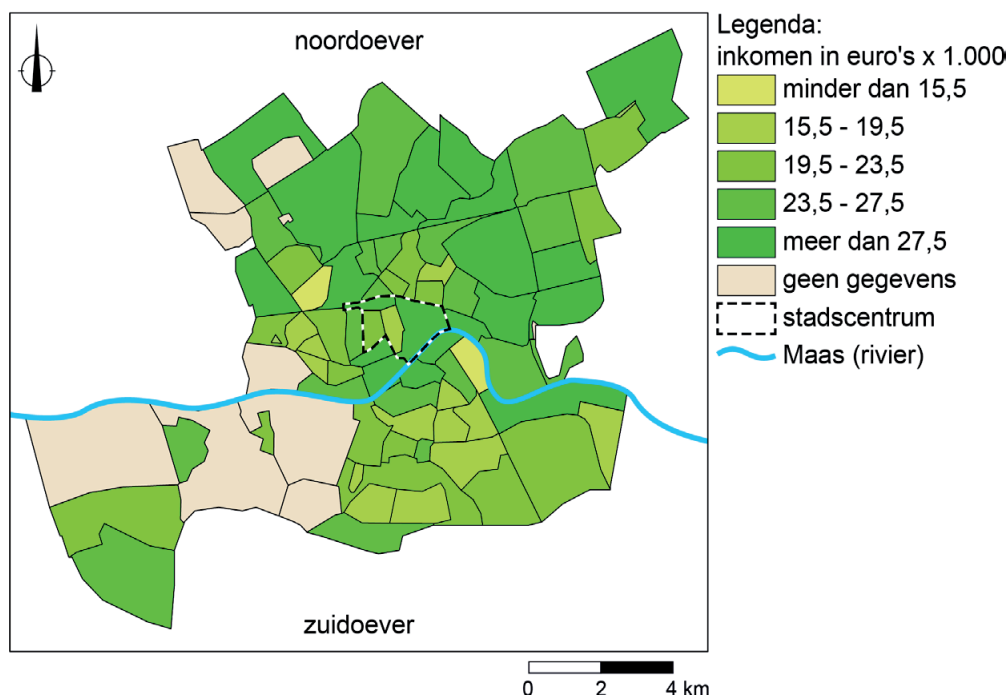 noordoever
zuidoever
Legenda:
inkomen in euro's x 1.000
minder dan 15,5
15,5 - 19,5
19,5 - 23,5
23,5 - 27,5
meer dan 27,5
geen gegevens
stadscentrum
Maas (rivier)
0 2 4 km